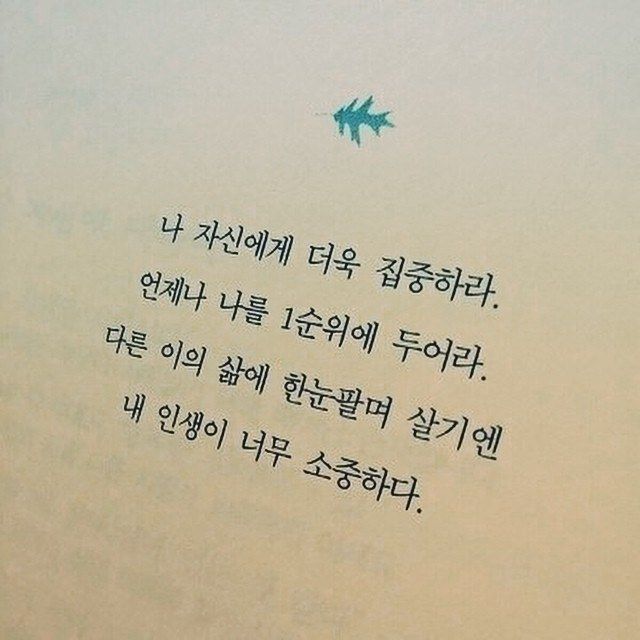 나 자신에게 더욱 집중하라.
언제나 나를 1순위에 두어라.
다른 이의 삶에 한눈팔며 살기엔
내 인생이 너무 소중하다.